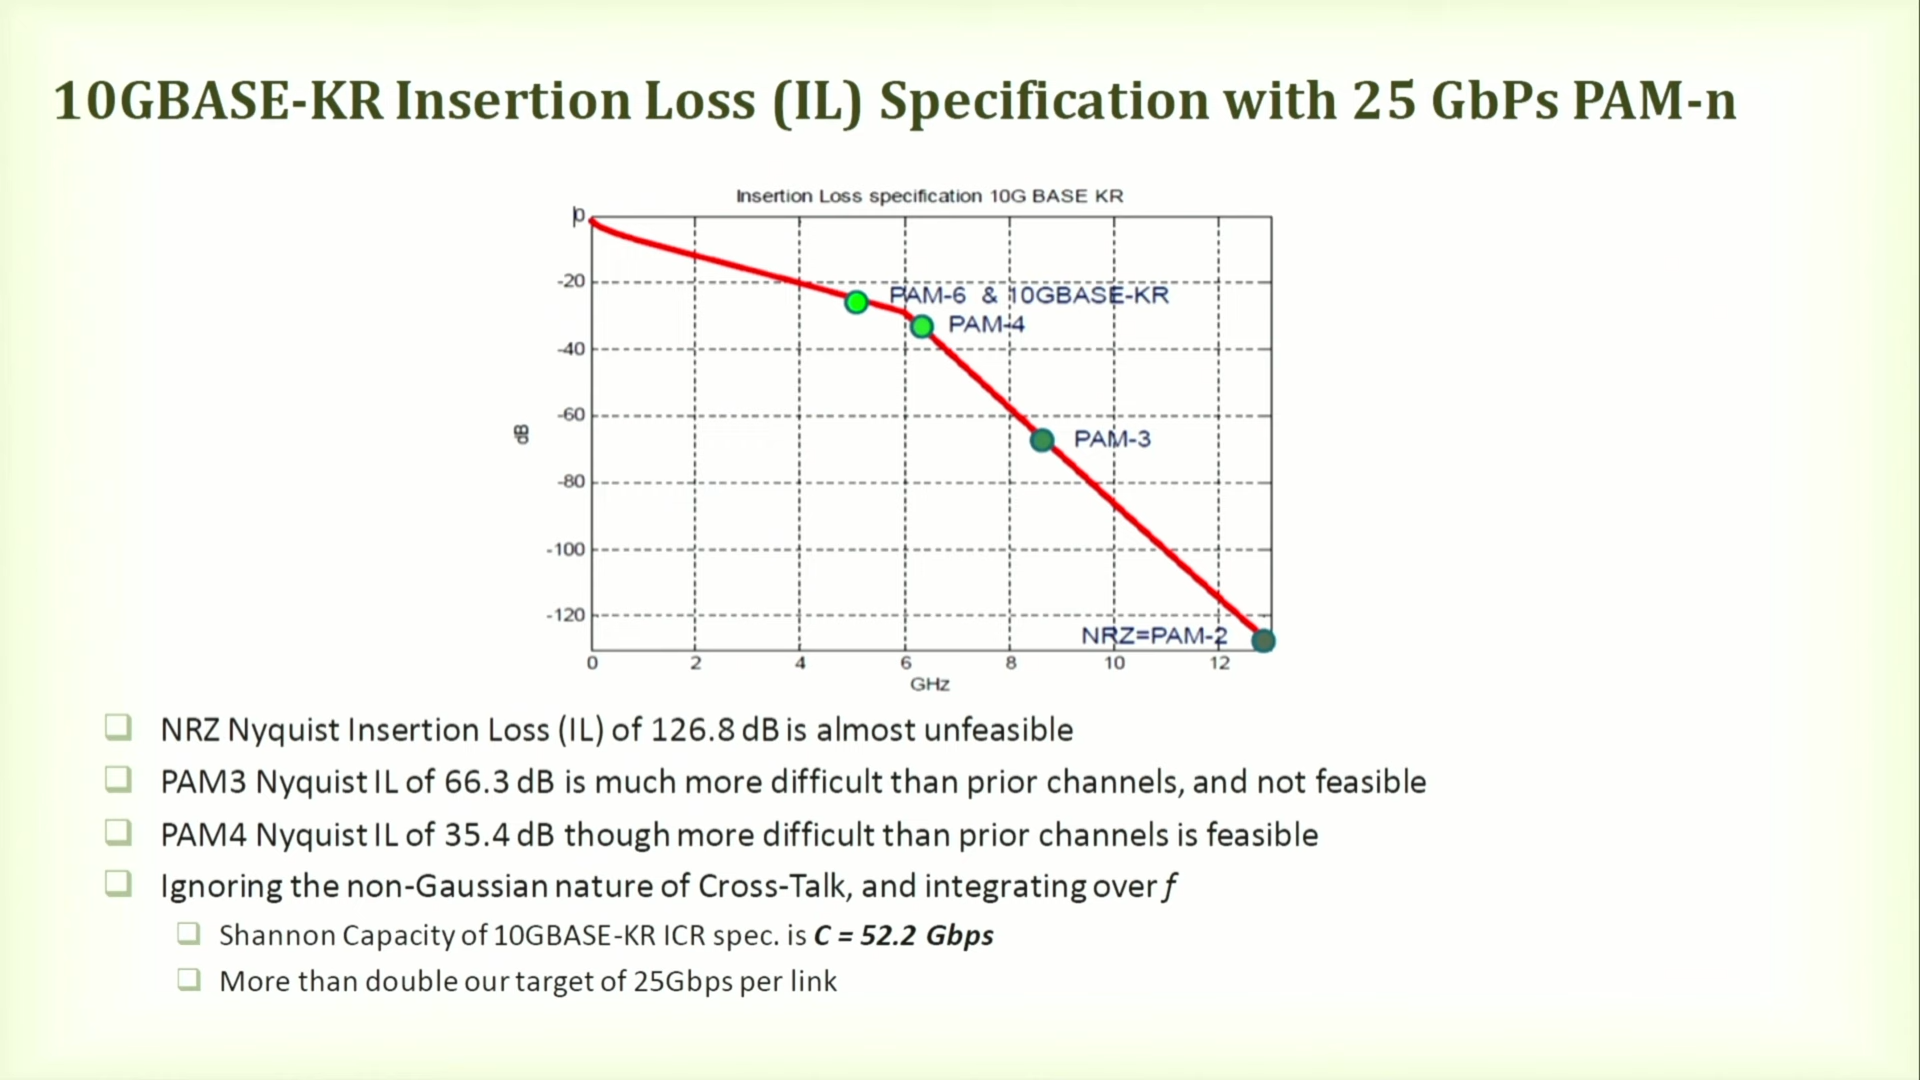 10GBASE-KR Insertion Loss (IL) Specification with 25 GbPs PAM-n
Insertion Loss specification 10G BASE KR
0
-20
PAM-6 & 10GBASE-KR
PAM-4
-40
-60
dB
PAM-3
-80
-100
-120
NRZ=PAM-2
0 2 4 6 8 10 12
GHz
NRZ Nyquist Insertion Loss (IL) of 126.8 dB is almost unfeasible
PAM3 Nyquist IL of 66.3 dB is much more difficult than prior channels, and not feasible
PAM4 Nyquist IL of 35.4 dB though more difficult than prior channels is feasible
Ignoring the non-Gaussian nature of Cross-Talk, and integrating over f
Shannon Capacity of 10GBASE-KR ICR spec. is C = 52.2 Gbps
More than double our target of 25Gbps per link